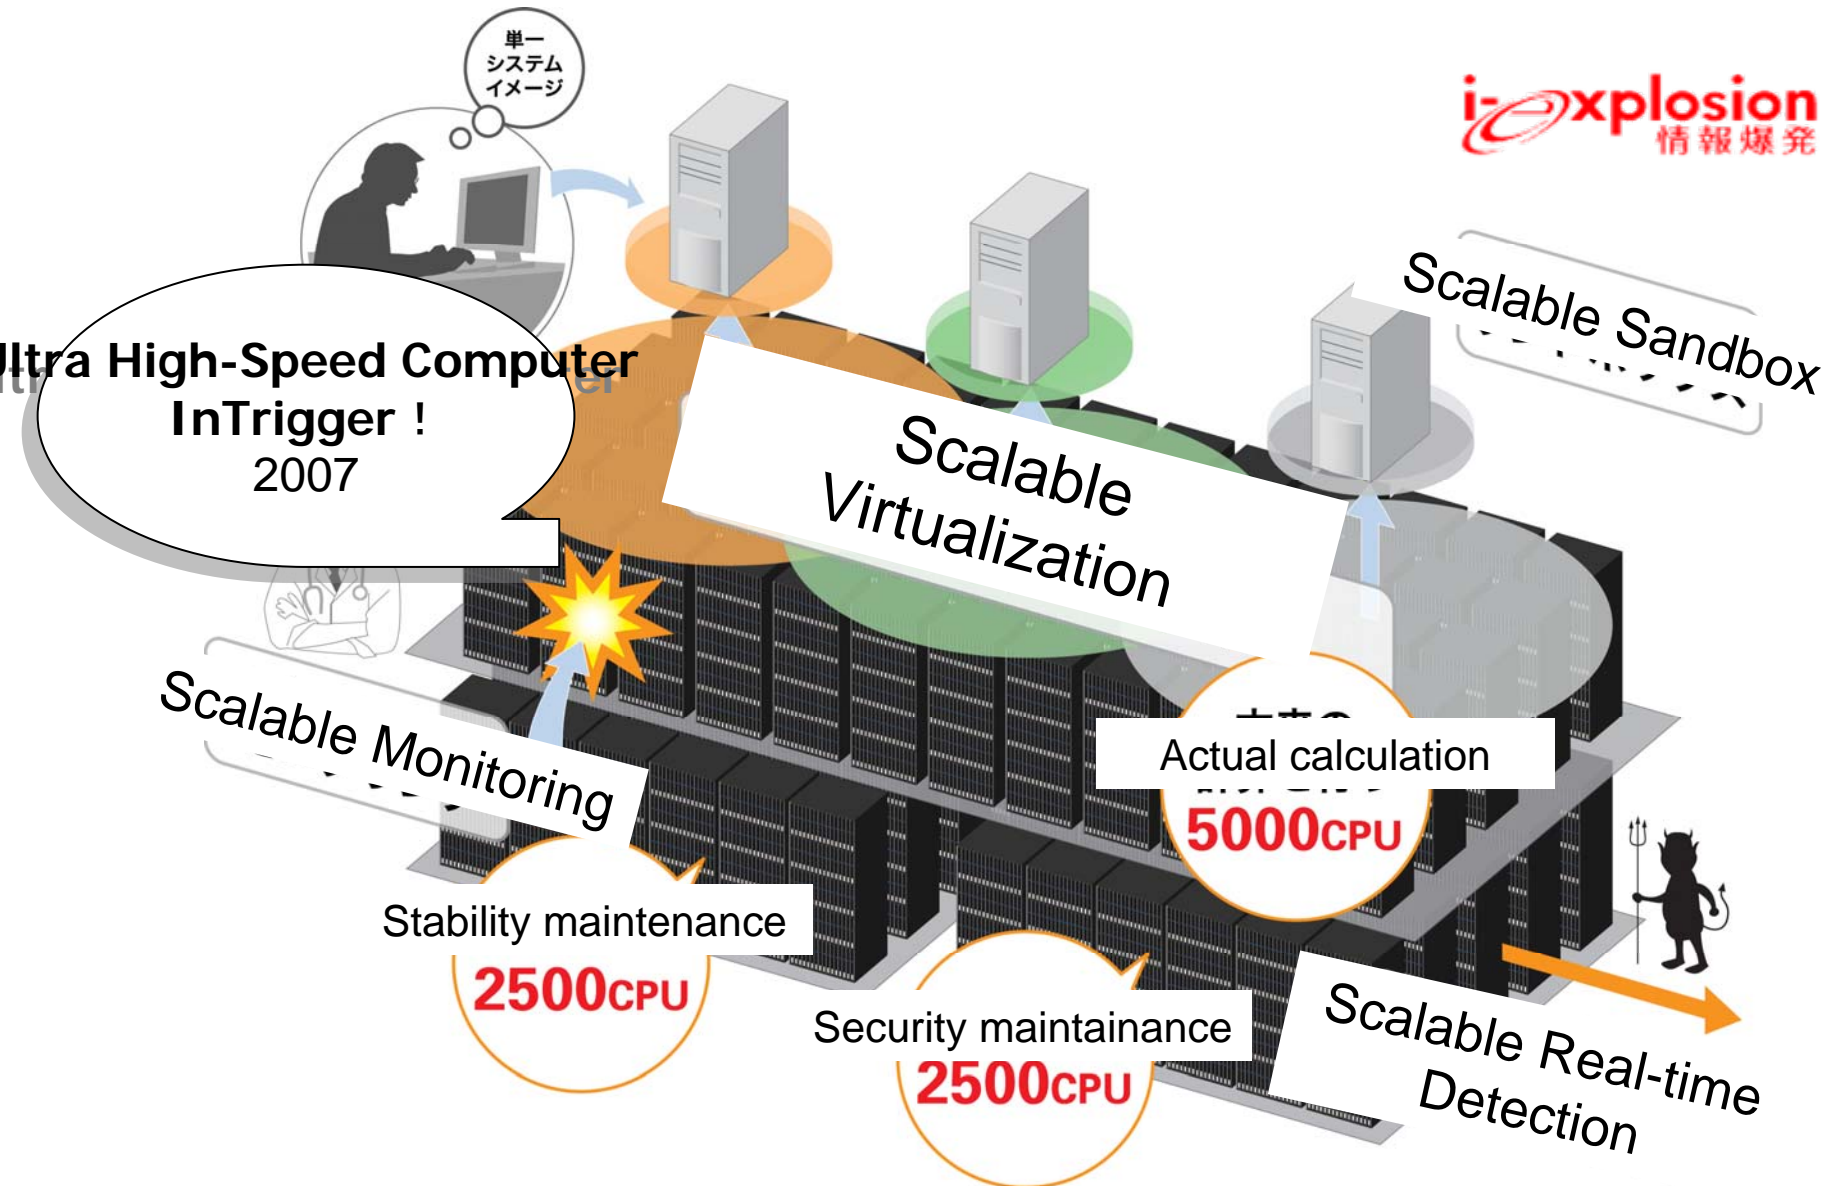 単一
システム
イメージ
i-explosion
情報爆発
Scalable Sandbox
Ultra High-Speed Computer
InTrigger !
2007
Scalable
Virtualization
Scalable Monitoring
Actual calculation
5000CPU
Stability maintenance
2500CPU
Security maintainance
2500CPU
Scalable Real-time
Detection